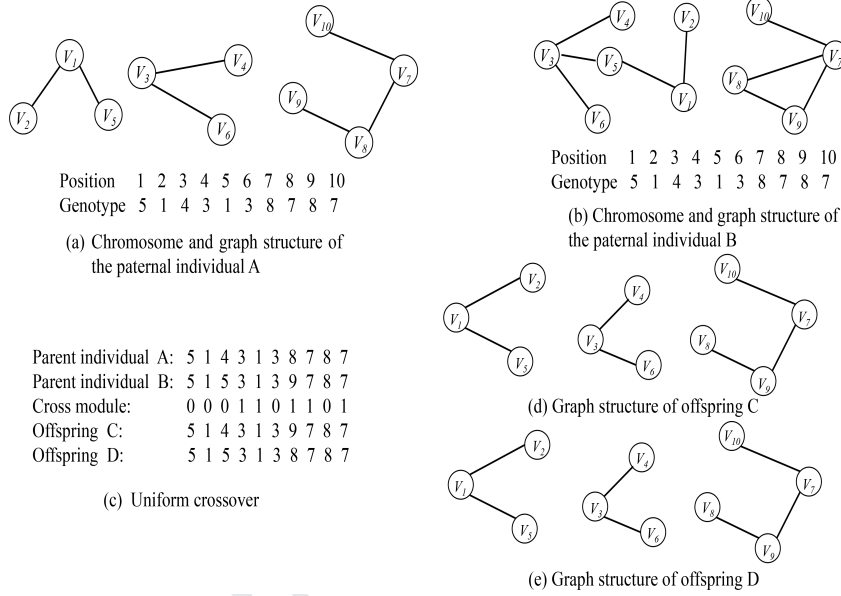 V1 V2 V5 V3 V4 V6 V10 V7 V9 V8
Position 1 2 3 4 5 6 7 8 9 10
Genotype 5 1 4 3 1 3 8 7 8 7
(a) Chromosome and graph structure of
the paternal individual A
V4 V2 V10 V3 V5 V7 V8 V1 V6 V9
Position 1 2 3 4 5 6 7 8 9 10
Genotype 5 1 4 3 1 3 8 7 8 7
(b) Chromosome and graph structure of
the paternal individual B
Parent individual A: 5 1 4 3 1 3 8 7 8 7
Parent individual B: 5 1 5 3 1 3 9 7 8 7
Cross module: 0 0 0 1 1 0 1 1 0 1
Offspring C: 5 1 4 3 1 3 9 7 8 7
Offspring D: 5 1 5 3 1 3 8 7 8 7
(c) Uniform crossover
V2 V1 V5 V4 V3 V6 V10 V7 V8 V9
(d) Graph structure of offspring C
V2 V1 V5 V4 V3 V6 V10 V7 V8 V9
(e) Graph structure of offspring D